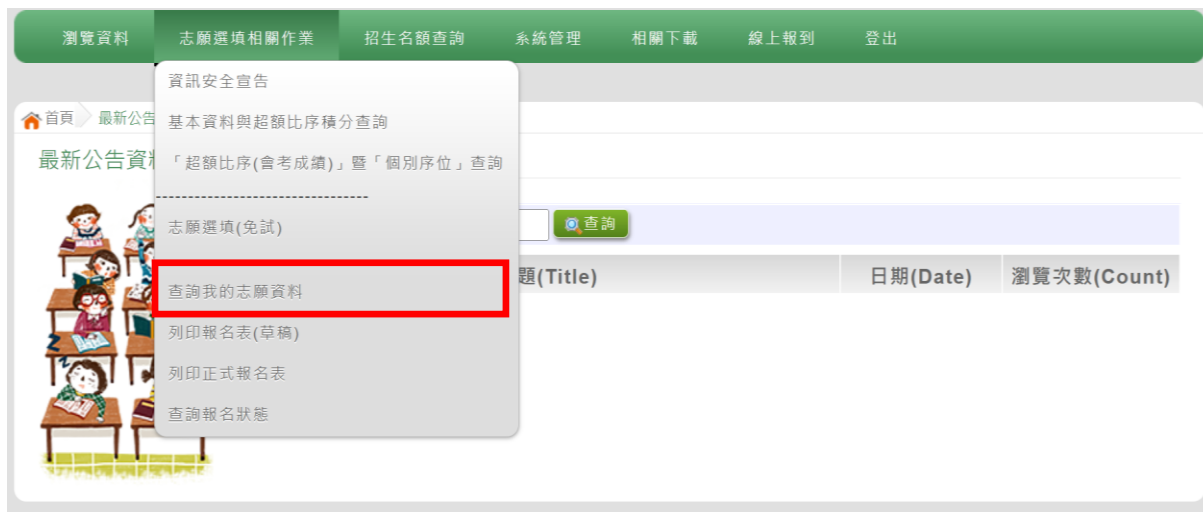 瀏覽資料 志願選填相關作業 招生名額查詢 系統管理 相關下載 線上報到 登出
資訊安全宣告
首頁 最新公告
基本資料與超額比序積分查詢
最新公告資
「超額比序(會考成績)」暨「個別序位」查詢
---------------------------------
志願選填(免試)
查詢
題(Title) 日期(Date) 瀏覽次數(Count)
查詢我的志願資料
列印報名表(草稿)
列印正式報名表
查詢報名狀態